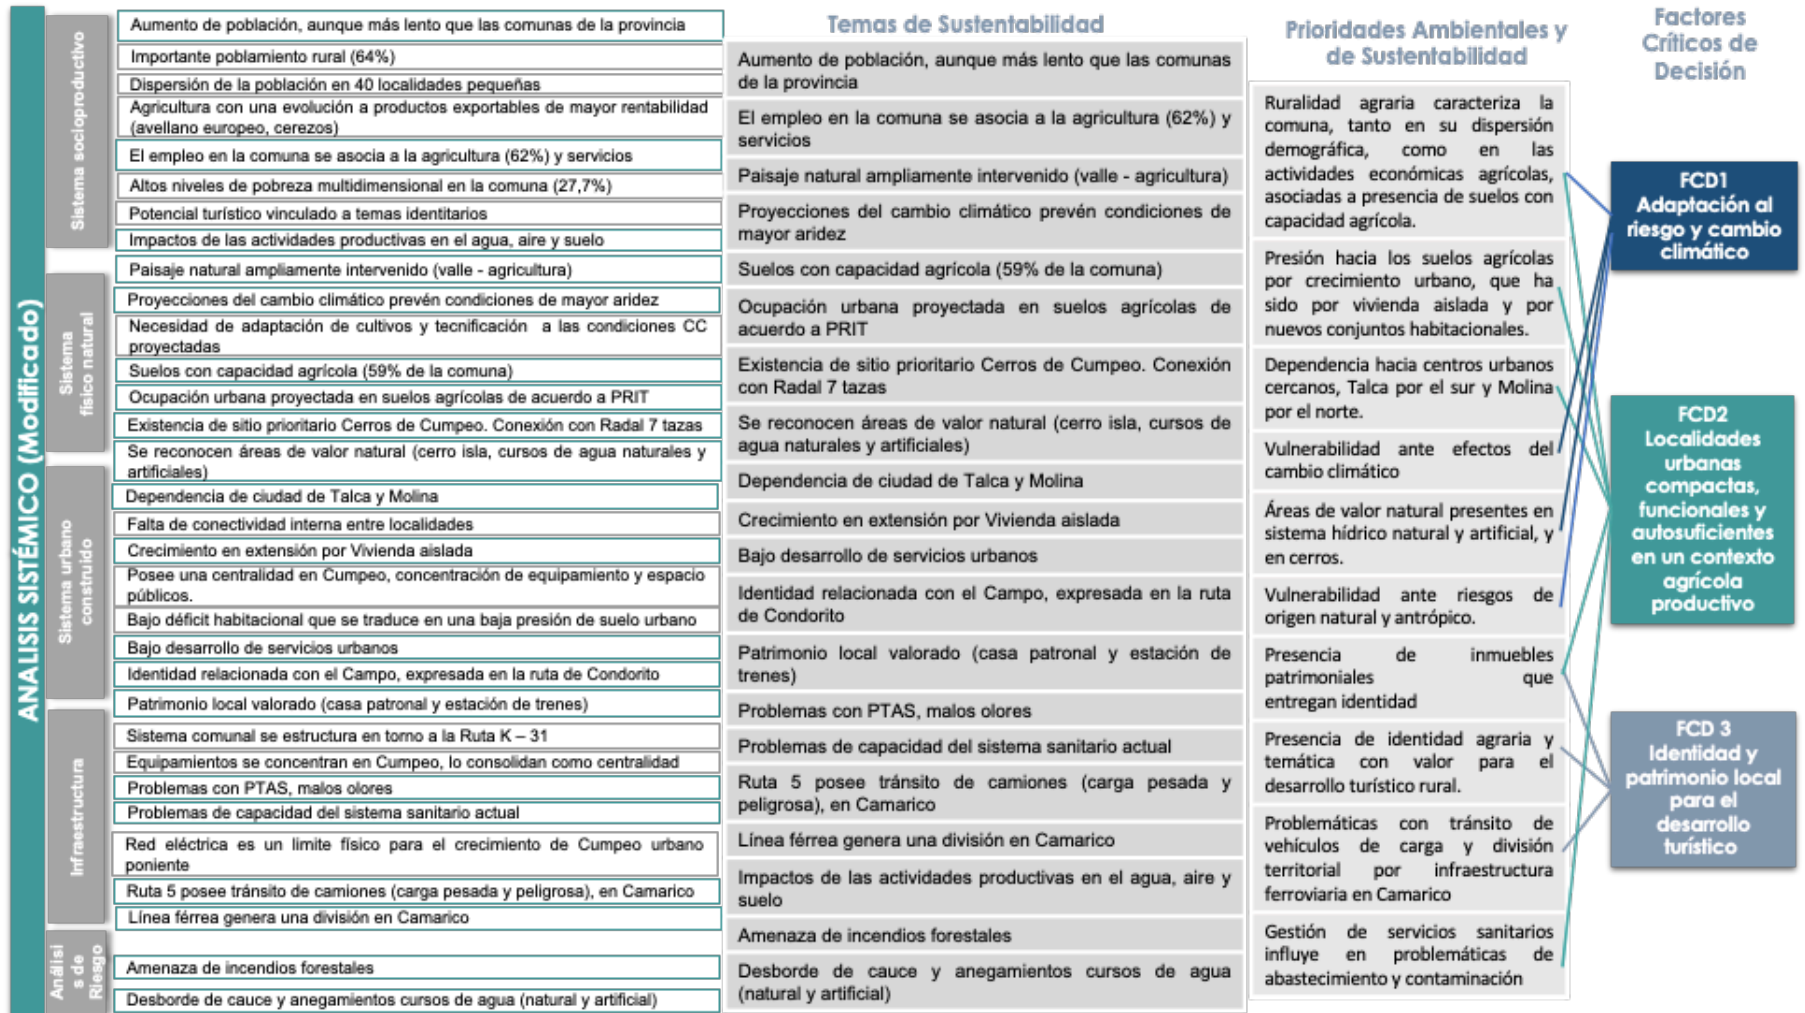 ANALISIS SISTÉMICO (Modificado)
Sistema socioproductivo
Aumento de población, aunque más lento que las comunas de la provincia
Importante poblamiento rural (64%)
Dispersión de la población en 40 localidades pequeñas
Agricultura con una evolución a productos exportables de mayor rentabilidad
(avellano europeo, cerezos)
El empleo en la comuna se asocia a la agricultura (62%) y servicios
Altos niveles de pobreza multidimensional en la comuna (27,7%)
Potencial turístico vinculado a temas identitarios
Impactos de las actividades productivas en el agua, aire y suelo
Sistema
físico natural
Paisaje natural ampliamente intervenido (valle - agricultura)
Proyecciones del cambio climático prevén condiciones de mayor aridez
Necesidad de adaptación de cultivos y tecnificación a las condiciones CC
proyectadas
Suelos con capacidad agrícola (59% de la comuna)
Ocupación urbana proyectada en suelos agrícolas de acuerdo a PRIT
Existencia de sitio prioritario Cerros de Cumpeo. Conexión con Radal 7 tazas
Se reconocen áreas de valor natural (cerro isla, cursos de agua naturales y
artificiales)
Sistema urbano
construido
Dependencia de ciudad de Talca y Molina
Falta de conectividad interna entre localidades
Crecimiento en extensión por Vivienda aislada
Posee una centralidad en Cumpeo, concentración de equipamiento y espacio
públicos.
Bajo déficit habitacional que se traduce en una baja presión de suelo urbano
Bajo desarrollo de servicios urbanos
Identidad relacionada con el Campo, expresada en la ruta de Condorito
Patrimonio local valorado (casa patronal y estación de trenes)
Infraestructura
Sistema comunal se estructura en torno a la Ruta K – 31
Equipamientos se concentran en Cumpeo, lo consolidan como centralidad
Problemas con PTAS, malos olores
Problemas de capacidad del sistema sanitario actual
Red eléctrica es un limite físico para el crecimiento de Cumpeo urbano
poniente
Ruta 5 posee tránsito de camiones (carga pesada y peligrosa), en Camarico
Línea férrea genera una división en Camarico
Análisi
s de
Riesgo
Amenaza de incendios forestales
Desborde de cauce y anegamientos cursos de agua (natural y artificial)
Temas de Sustentabilidad
Aumento de población, aunque más lento que las comunas
de la provincia
El empleo en la comuna se asocia a la agricultura (62%) y
servicios
Paisaje natural ampliamente intervenido (valle - agricultura)
Proyecciones del cambio climático prevén condiciones de
mayor aridez
Suelos con capacidad agrícola (59% de la comuna)
Ocupación urbana proyectada en suelos agrícolas de
acuerdo a PRIT
Existencia de sitio prioritario Cerros de Cumpeo. Conexión
con Radal 7 tazas
Se reconocen áreas de valor natural (cerro isla, cursos de
agua naturales y artificiales)
Dependencia de ciudad de Talca y Molina
Crecimiento en extensión por Vivienda aislada
Bajo desarrollo de servicios urbanos
Identidad relacionada con el Campo, expresada en la ruta
de Condorito
Patrimonio local valorado (casa patronal y estación de
trenes)
Problemas con PTAS, malos olores
Problemas de capacidad del sistema sanitario actual
Ruta 5 posee tránsito de camiones (carga pesada y
peligrosa), en Camarico
Línea férrea genera una división en Camarico
Impactos de las actividades productivas en el agua, aire y
suelo
Amenaza de incendios forestales
Desborde de cauce y anegamientos cursos de agua
(natural y artificial)
Prioridades Ambientales y
de Sustentabilidad
Ruralidad agraria caracteriza la
comuna, tanto en su dispersión
demográfica, como en las
actividades económicas agrícolas,
asociadas a presencia de suelos con
capacidad agrícola.
Presión hacia los suelos agrícolas
por crecimiento urbano, que ha
sido por vivienda aislada y por
nuevos conjuntos habitacionales.
Dependencia hacia centros urbanos
cercanos, Talca por el sur y Molina
por el norte.
Vulnerabilidad ante efectos del
cambio climático
Áreas de valor natural presentes en
sistema hídrico natural y artificial, y
en cerros.
Vulnerabilidad ante riesgos de
origen natural y antrópico.
Presencia de inmuebles
patrimoniales que
entregan identidad
Presencia de identidad agraria y
temática con valor para el
desarrollo turístico rural.
Problemáticas con tránsito de
vehículos de carga y división
territorial por infraestructura
ferroviaria en Camarico
Gestión de servicios sanitarios
influye en problemáticas de
abastecimiento y contaminación
Factores
Críticos de
Decisión
FCD1
Adaptación al
riesgo y cambio
climático
FCD2
Localidades
urbanas
compactas,
funcionales y
autosuficientes
en un contexto
agrícola
productivo
FCD 3
Identidad y
patrimonio local
para el
desarrollo
turístico